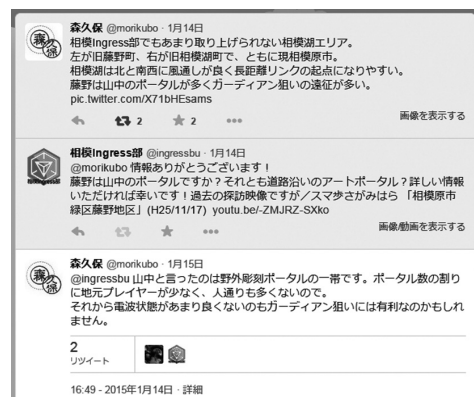 森久保 @morikubo · 1月14日
相模Ingress部でもあまり取り上げられない相模湖エリア。
左が旧藤野町、右が旧相模湖町で、ともに現相模原市。
相模湖は北と南西に風通しが良く長距離リンクの起点になりやすい。
藤野は山中のポータルが多くガーディアン狙いの遠征が多い。
pic.twitter.com/X71bHEsams
2 2 画像を表示する
相模Ingress部 @ingressbu · 1月14日
@morikubo 情報ありがとうございます！
藤野は山中のポータルですか？それとも道路沿いのアートポータル？詳しい情報
いただければ幸いです！過去の探訪映像ですが／スマ歩さがみはら 「相模原市
緑区藤野地区」(H25/11/17) youtu.be/-ZMJRZ-SXko
画像/動画を表示する
森久保 @morikubo · 1月15日
@ingressbu 山中と言ったのは野外彫刻ポータルの一帯です。ポータル数の割り
に地元プレイヤーが少なく、人通りも多くないので。
それから電波状態があまり良くないのもガーディアン狙いには有利なのかもしれ
ません。
2
リツイート
16:49 - 2015年1月14日 · 詳細